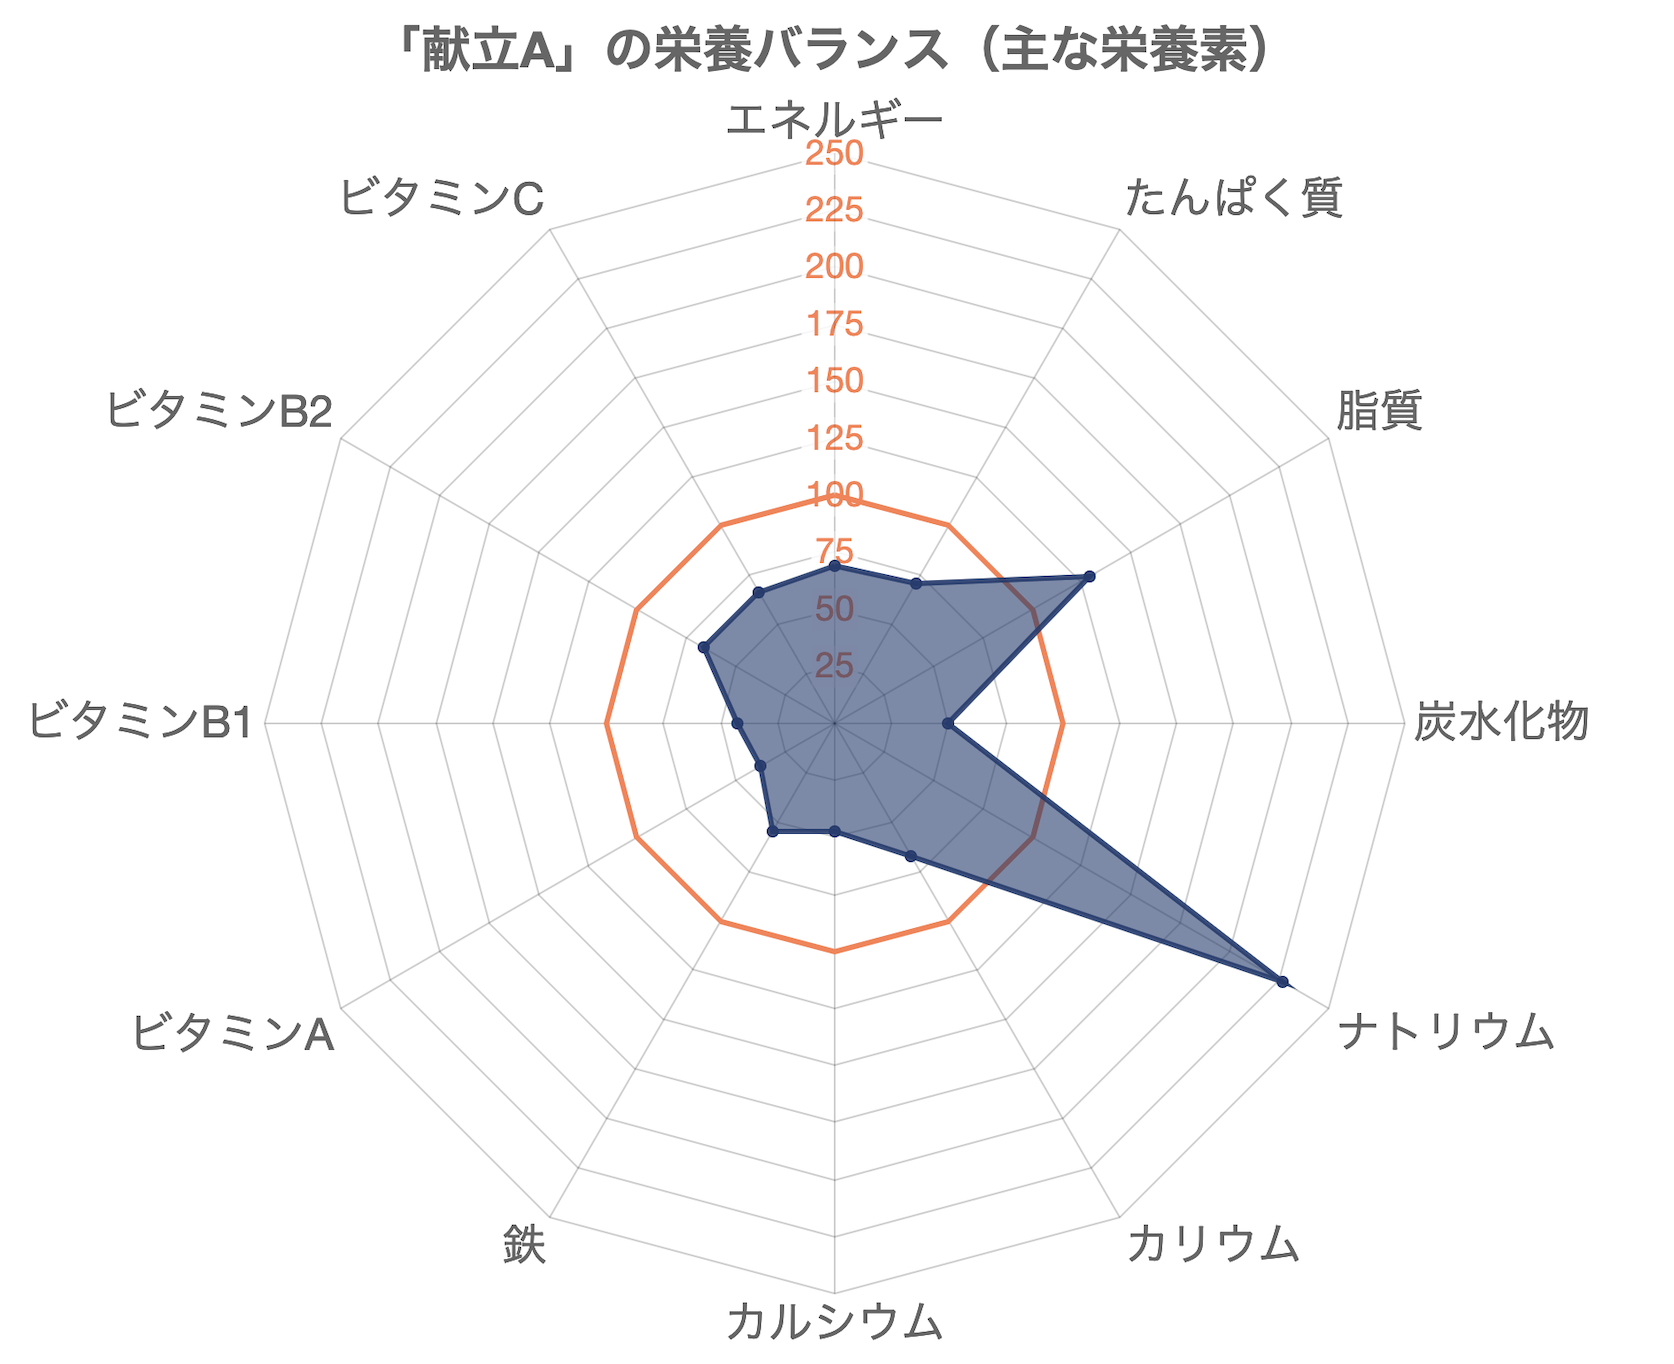 「献立A」の栄養バランス（主な栄養素）
エネルギー
たんぱく質
脂質
炭水化物
ナトリウム
カリウム
カルシウム
鉄
ビタミンA
ビタミンB1
ビタミンB2
ビタミンC
250
225
200
175
150
125
100
75
50
25